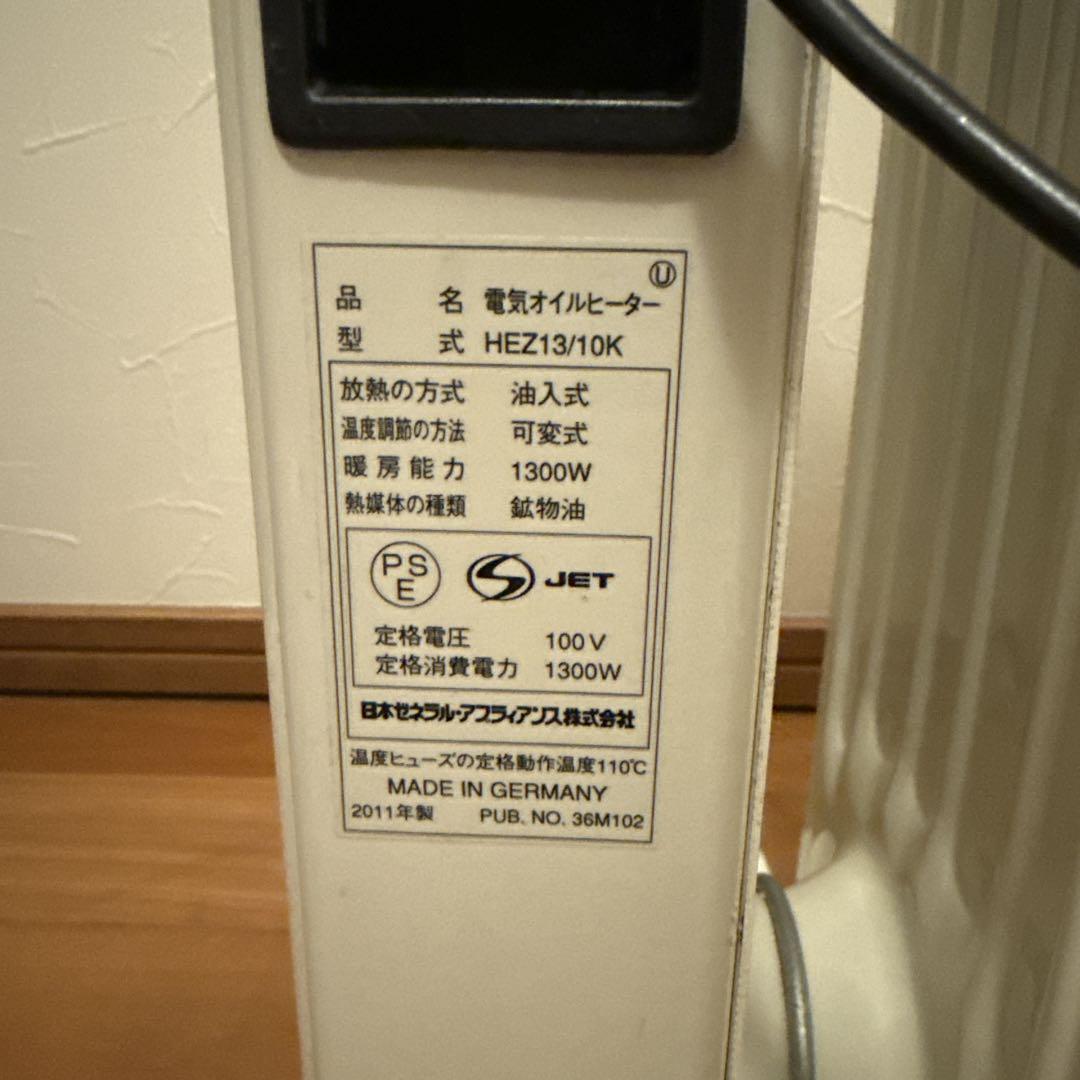 U
品名 電気オイルヒーター
型式 HEZ13/10K
放熱の方式 油入式
温度調節の方法 可変式
暖房能力 1300W
熱媒体の種類 鉱物油
PSE S JET
定格電圧 100V
定格消費電力 1300W
日本ゼネラル・アプライアンス株式会社
温度ヒューズの定格動作温度110℃
MADE IN GERMANY
2011年製 PUB. NO. 36M102